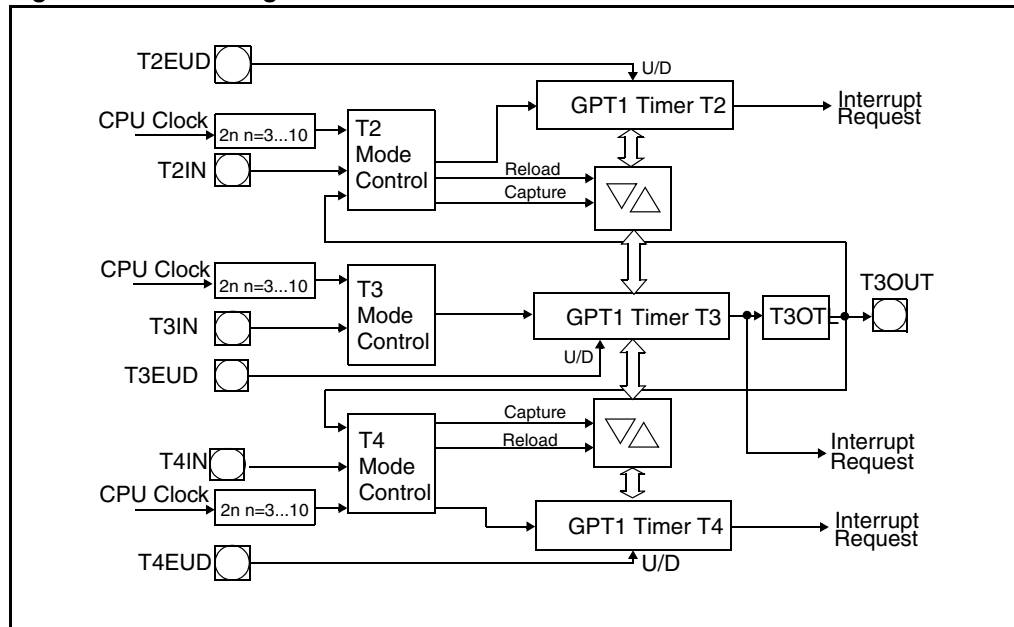 T2EUD
U/D
CPU Clock
2n n=3...10
T2IN
T2
Mode
Control
Reload
Capture
GPT1 Timer T2
Interrupt
Request
CPU Clock
2n n=3...10
T3IN
T3EUD
T3
Mode
Control
GPT1 Timer T3
U/D
T3OTL
T3OUT
Capture
Reload
T4
Mode
Control
T4IN
CPU Clock
2n n=3...10
T4EUD
GPT1 Timer T4
U/D
Interrupt
Request
Interrupt
Request